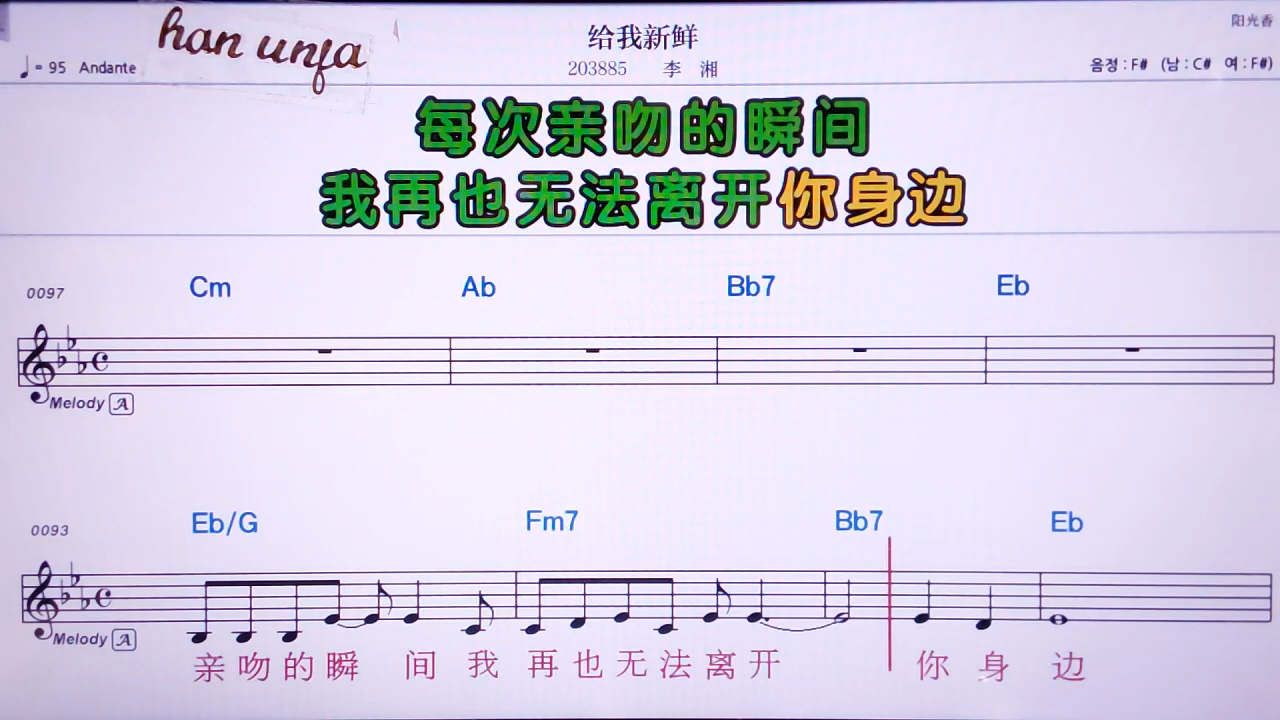 han unfa
给我新鲜
阳光香
♩= 95 Andante
203885 李 湘
음정 : F# (남 : C# 여 : F#)
每次亲吻的瞬间
我再也无法离开你身边
0097 Cm Ab Bb7 Eb
Melody A
0093 Eb/G Fm7 Bb7 Eb
Melody A
亲 吻 的 瞬 间 我 再 也 无 法 离 开 你 身 边